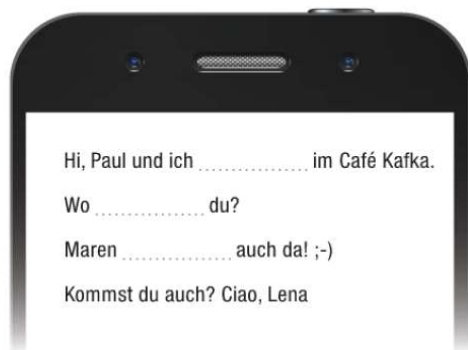 Hi, Paul und ich ................ im Café Kafka.
Wo ................ du?
Maren ................ auch da! ;-)
Kommst du auch? Ciao, Lena